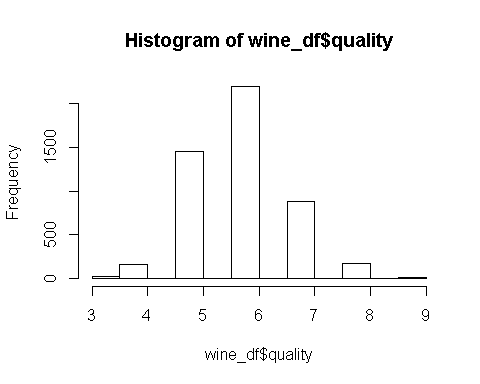 Histogram of wine_df$quality
Frequency
1500
500
0
3 4 5 6 7 8 9
wine_df$quality